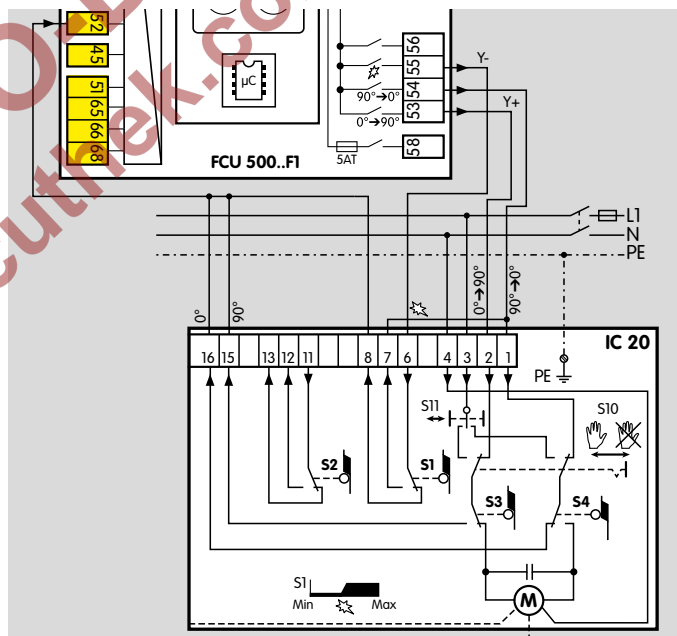 52
45
51
65
66
68
µC
FCU 500..F1
56
55
54
53
58
90°→0°
0°→90°
5AT
Y-
Y+
L1
N
PE
0°
90°
0°→90°
90°→0°
IC 20
16 15 13 12 11 8 7 6 4 3 2 1
PE
S11
S10
S2
S1
S3
S4
S1
Min Max
M
cuthek.co